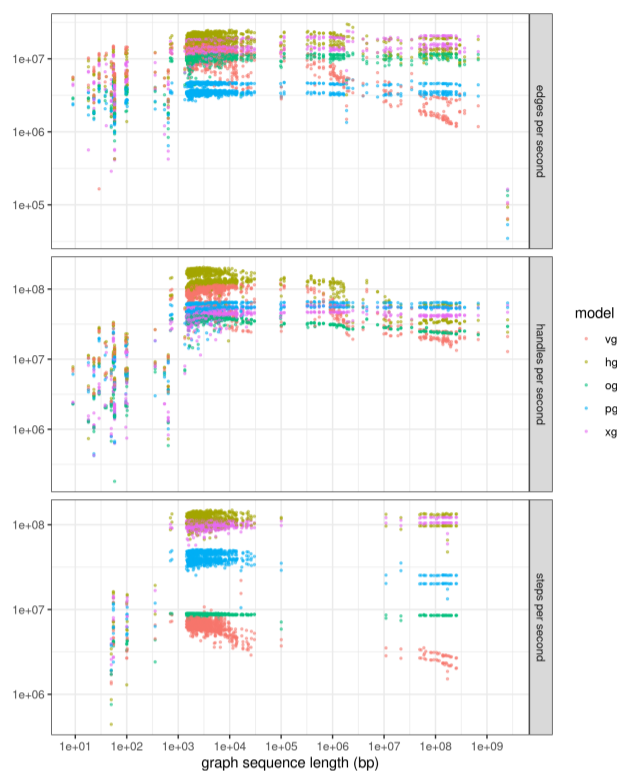 1e+07
1e+06
1e+05
edges per second
1e+08
1e+07
1e+06
handles per second
1e+08
1e+07
1e+06
steps per second
1e+01 1e+02 1e+03 1e+04 1e+05 1e+06 1e+07 1e+08 1e+09
graph sequence length (bp)
model
vg
hg
og
pg
xg